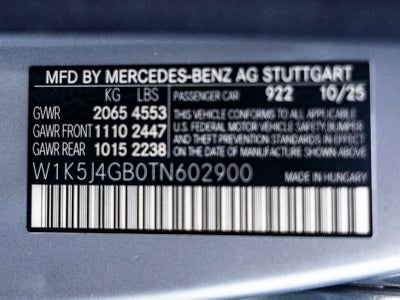 MFD BY MERCEDES-BENZ AG STUTTGART
KG LBS PASSENGER CAR 922 10/25
GVWR 2065 4553 THIS VEHICLE CONFORMS TO ALL APPLICABLE
GAWR FRONT 1110 2447 U.S. FEDERAL MOTOR VEHICLE SAFETY, BUMPER
AND THEFT PREVENTION STANDARDS IN EFFECT
GAWR REAR 1015 2238 ON THE DATE OF MANUFACTURE SHOWN ABOVE
W1K5J4GB0TN602900 MADE IN HUNGARY